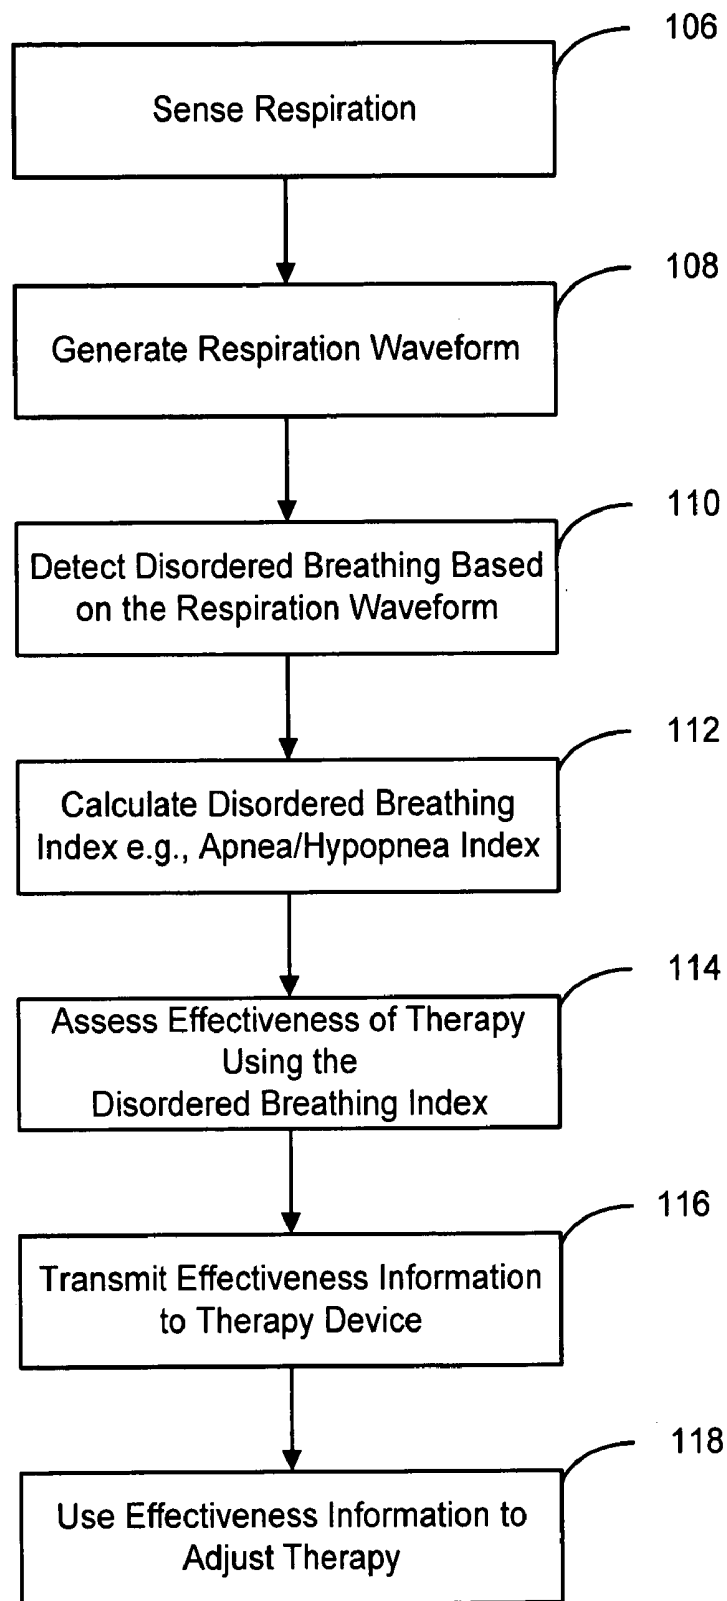 106
Sense Respiration
108
Generate Respiration Waveform
110
Detect Disordered Breathing Based
on the Respiration Waveform
112
Calculate Disordered Breathing
Index e.g., Apnea/Hypopnea Index
114
Assess Effectiveness of Therapy
Using the
Disordered Breathing Index
116
Transmit Effectiveness Information
to Therapy Device
118
Use Effectiveness Information to
Adjust Therapy